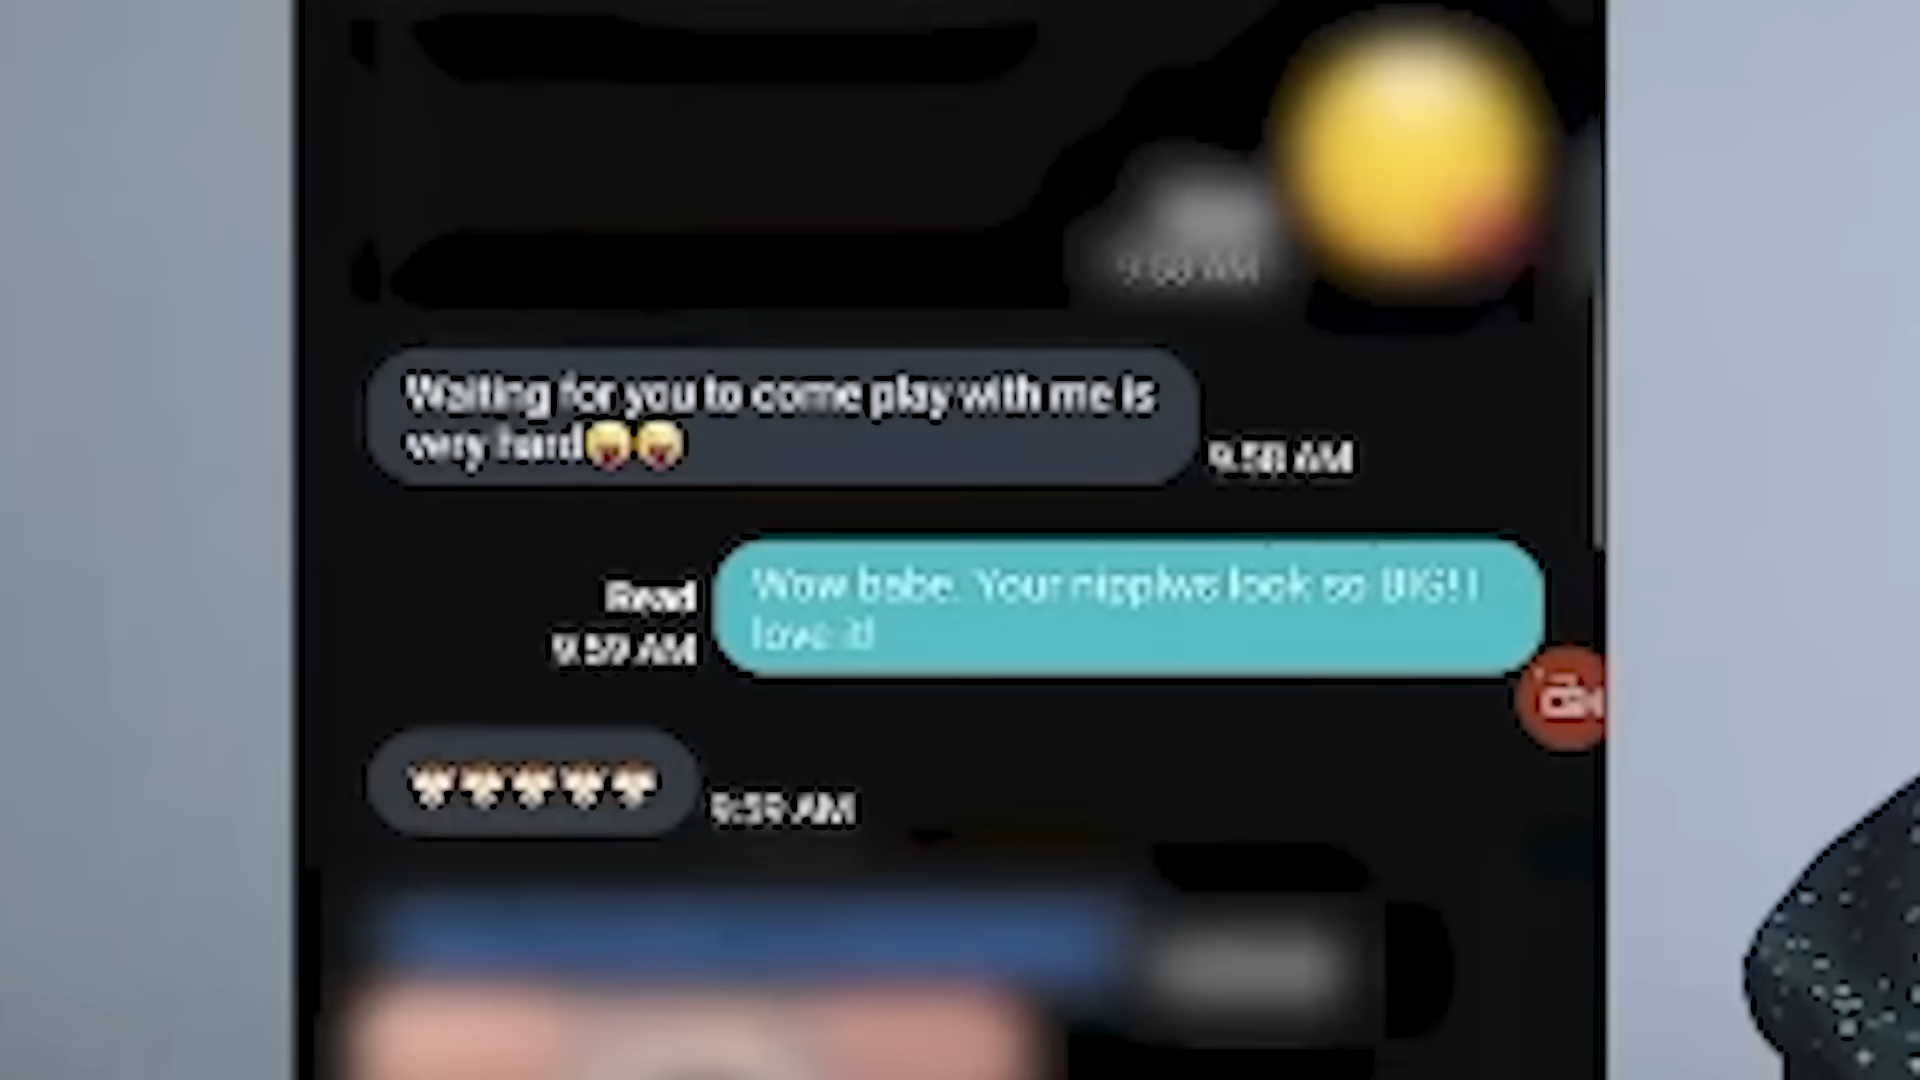 Waiting for you to come play with me is
very hard😝😝
9:58 AM
Wow babe. Your nipplws look so BIG! I
love it!
Read
9:59 AM
9:59 AM